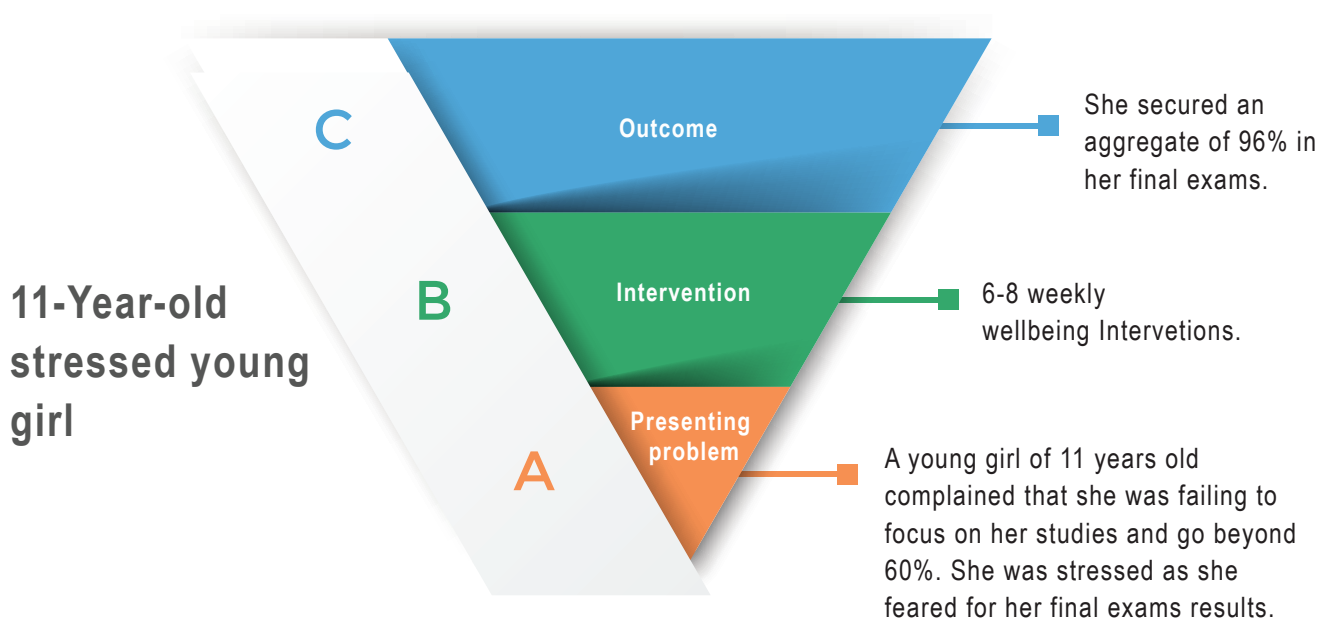 11-Year-old
stressed young
girl
C
Outcome
She secured an
aggregate of 96% in
her final exams.
B
Intervention
6-8 weekly
wellbeing Intervetions.
A
Presenting
problem
A young girl of 11 years old
complained that she was failing to
focus on her studies and go beyond
60%. She was stressed as she
feared for her final exams results.